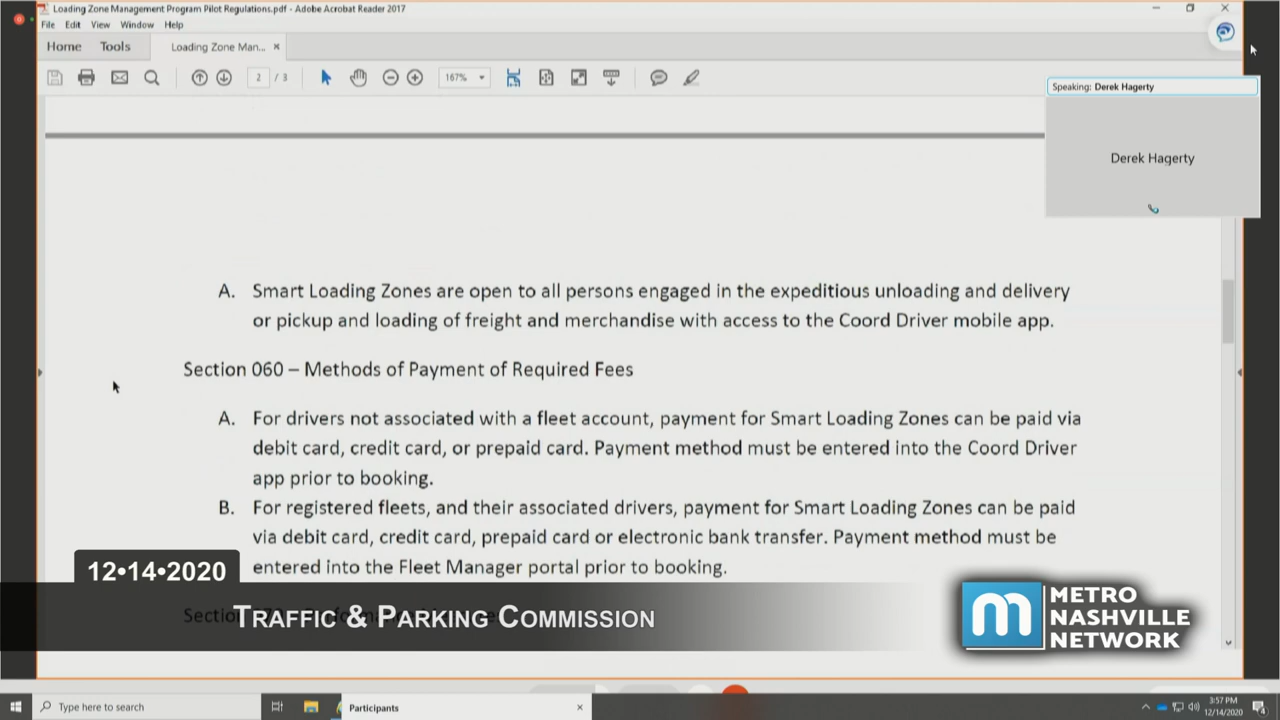 Loading Zone Management Program Pilot Regulations.pdf - Adobe Acrobat Reader 2017
File Edit View Window Help
Home Tools Loading Zone Man... ×
2 / 3 167%
Speaking: Derek Hagerty
Derek Hagerty
A. Smart Loading Zones are open to all persons engaged in the expeditious unloading and delivery
or pickup and loading of freight and merchandise with access to the Coord Driver mobile app.
Section 060 – Methods of Payment of Required Fees
A. For drivers not associated with a fleet account, payment for Smart Loading Zones can be paid via
debit card, credit card, or prepaid card. Payment method must be entered into the Coord Driver
app prior to booking.
B. For registered fleets, and their associated drivers, payment for Smart Loading Zones can be paid
via debit card, credit card, prepaid card or electronic bank transfer. Payment method must be
entered into the Fleet Manager portal prior to booking.
12•14•2020
Traffic & Parking Commission
METRO
NASHVILLE
NETWORK
Type here to search
Participants ×
3:57 PM
12/14/2020
4